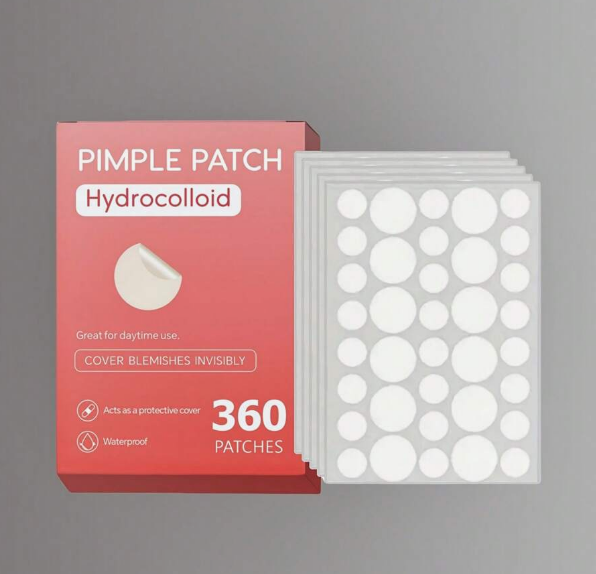 PIMPLE PATCH
Hydrocolloid
Great for daytime use.
COVER BLEMISHES INVISIBLY
Acts as a protective cover
Waterproof
360
PATCHES